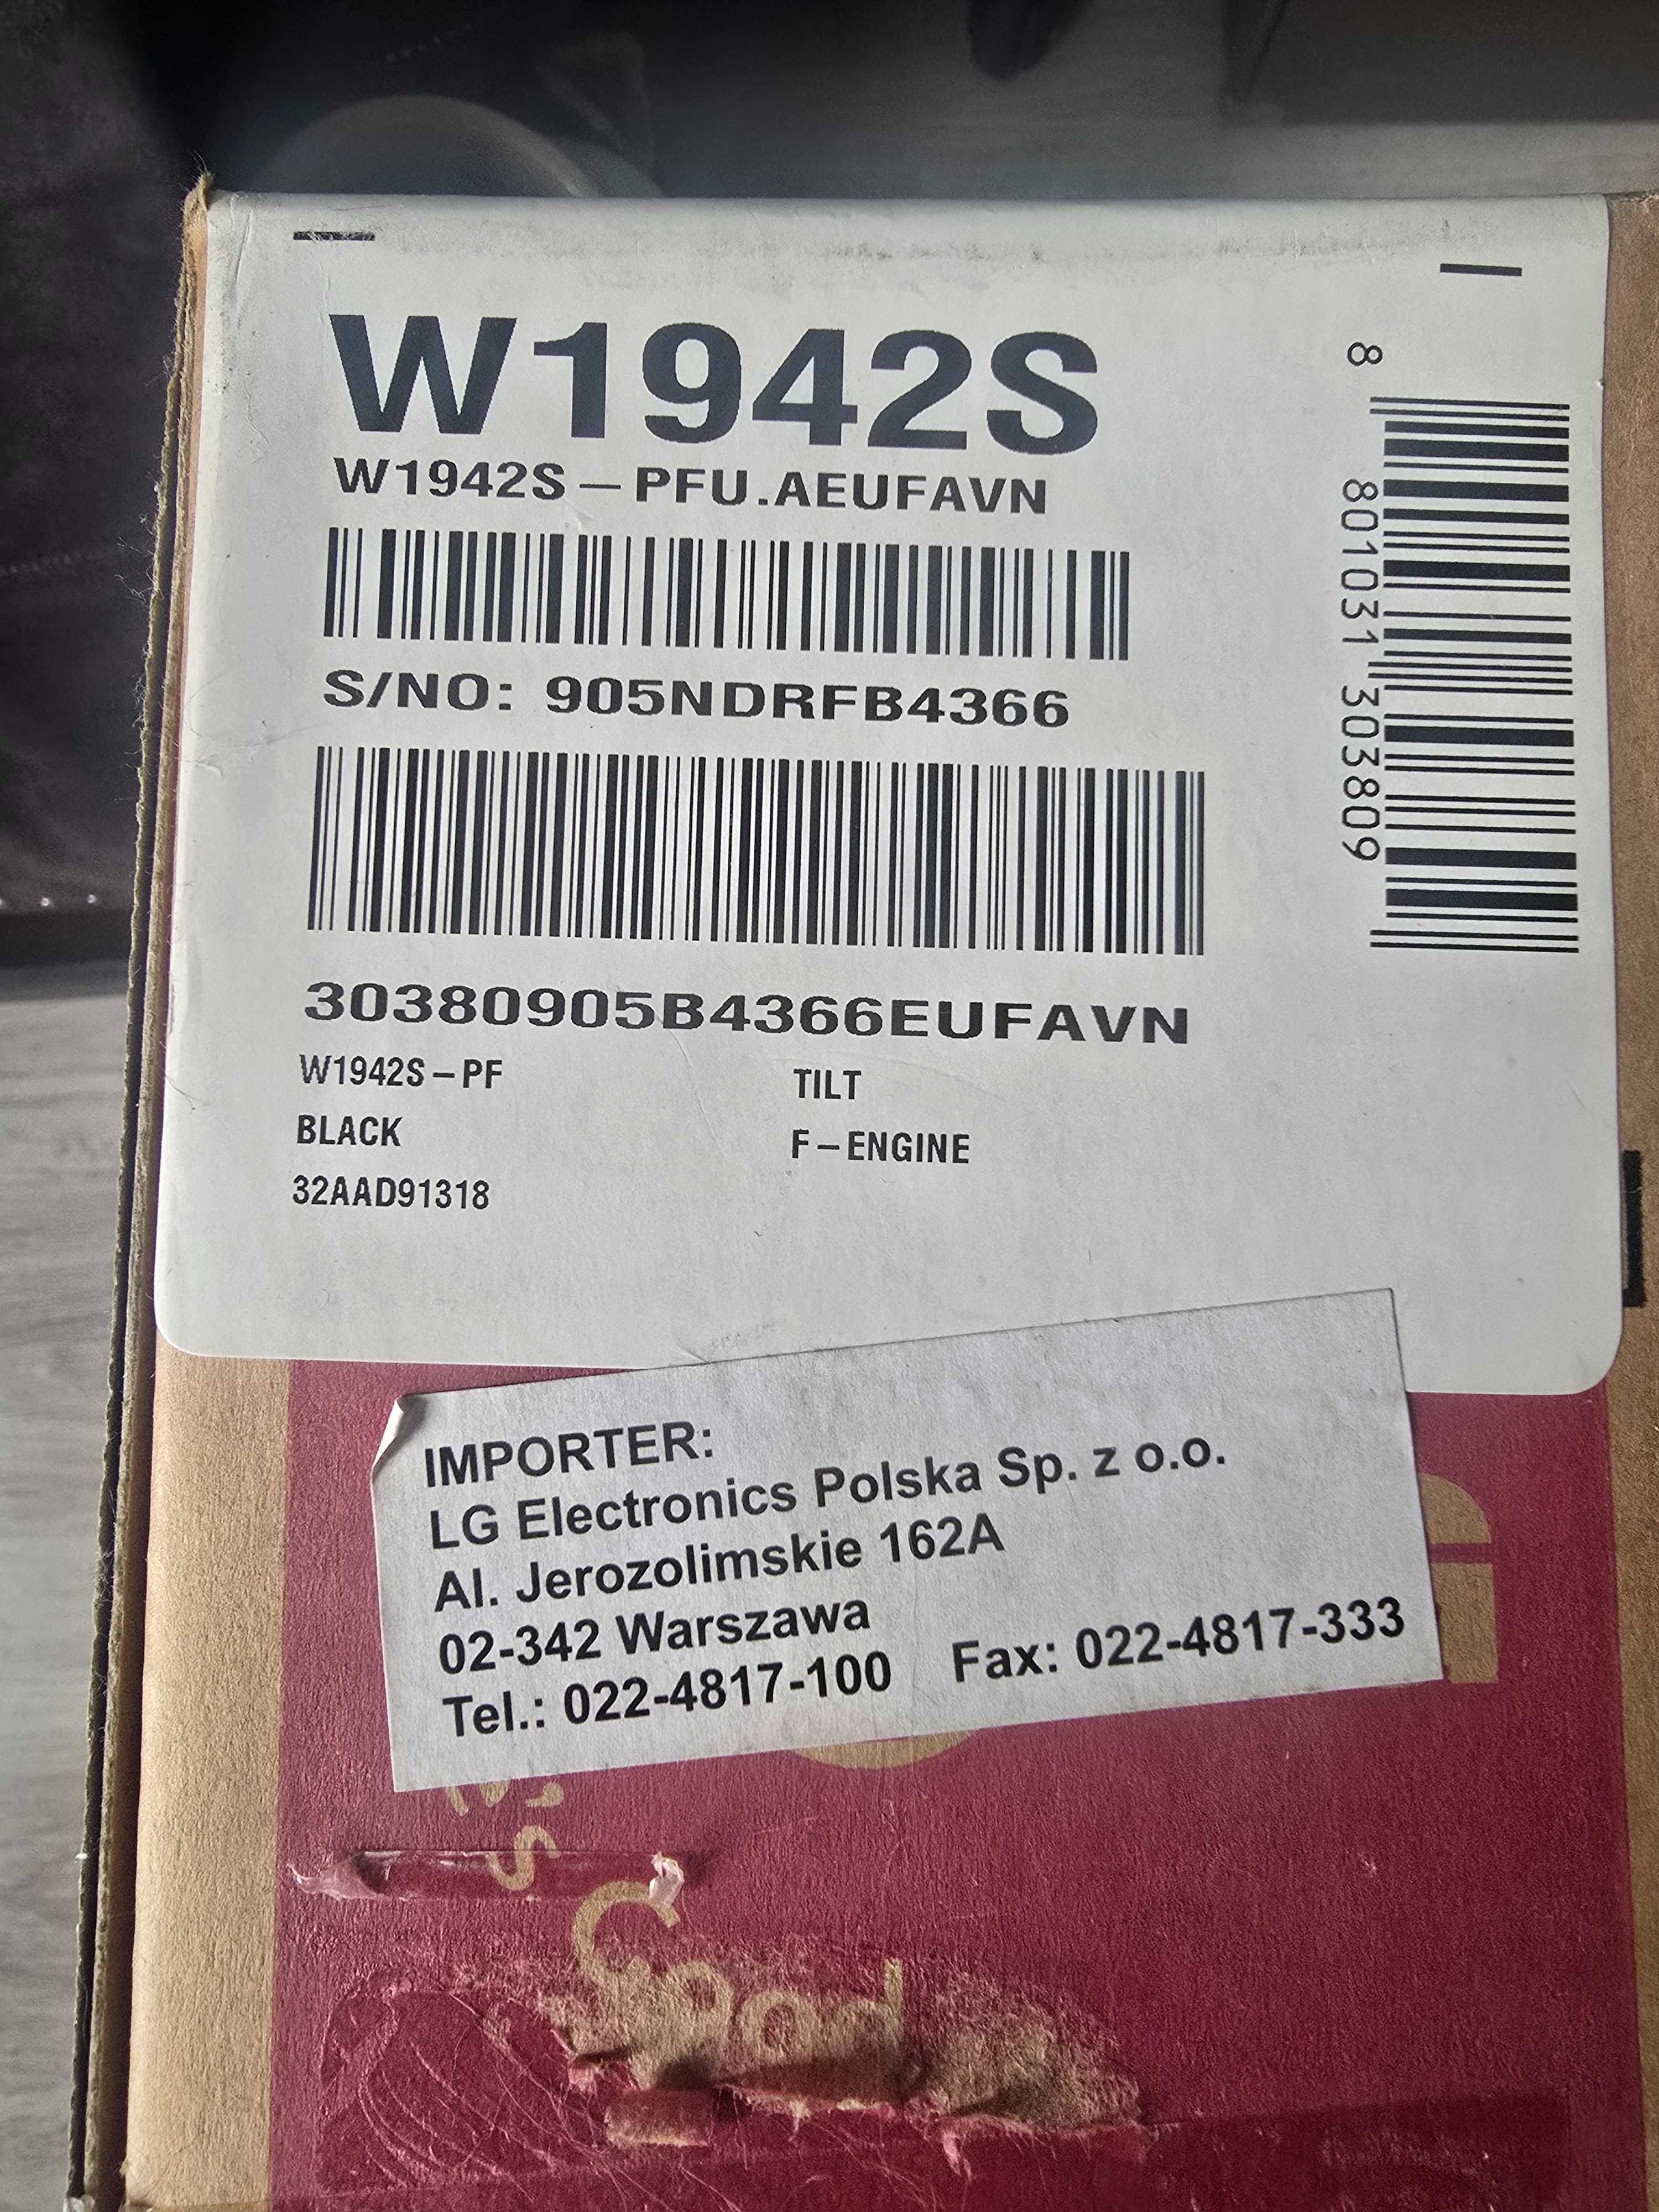 W1942S
W1942S-PFU.AEUFAVN
S/NO: 905NDRFB4366
30380905B4366EUFAVN
W1942S-PF TILT
BLACK F-ENGINE
32AAD91318
8 801031 303809
IMPORTER:
LG Electronics Polska Sp. z o.o.
Al. Jerozolimskie 162A
02-342 Warszawa
Tel.: 022-4817-100 Fax: 022-4817-333
Good